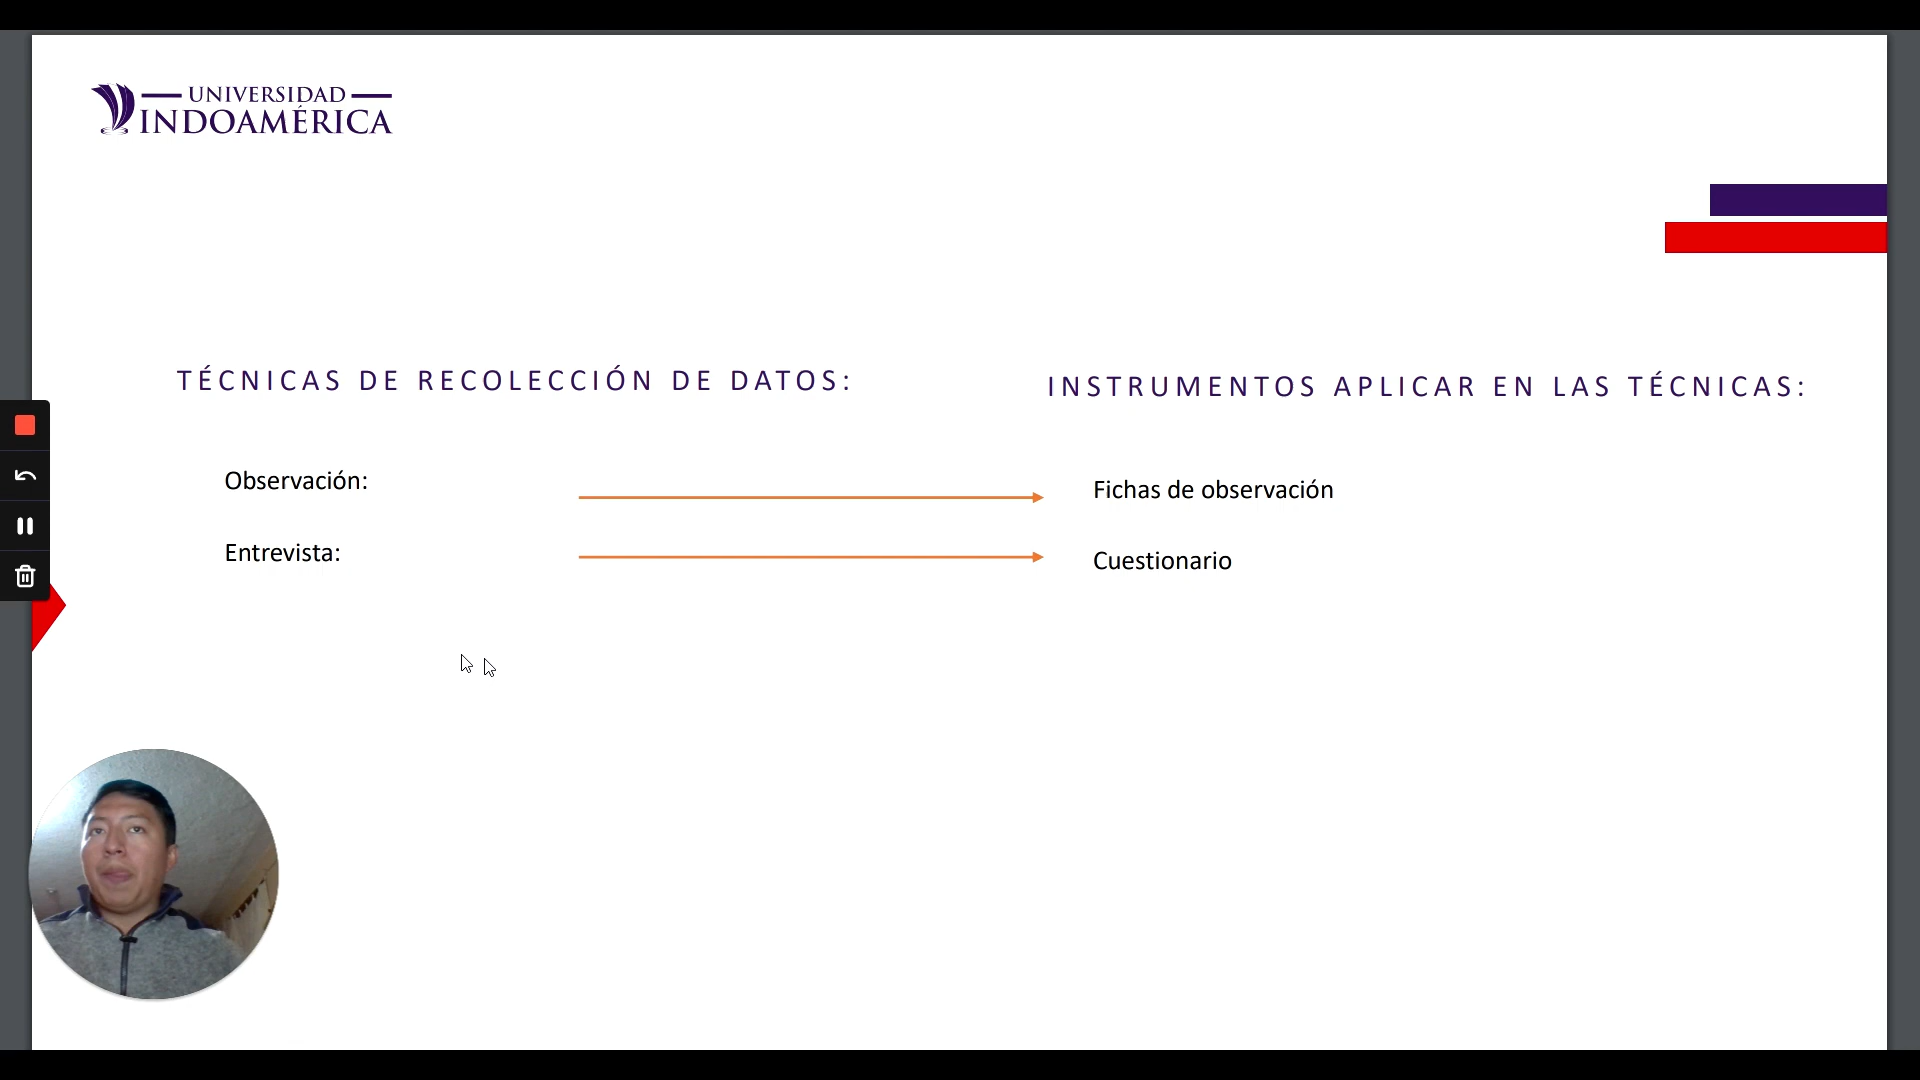 UNIVERSIDAD
INDOAMÉRICA
TÉCNICAS DE RECOLECCIÓN DE DATOS:
INSTRUMENTOS APLICAR EN LAS TÉCNICAS:
Observación:
Fichas de observación
Entrevista:
Cuestionario